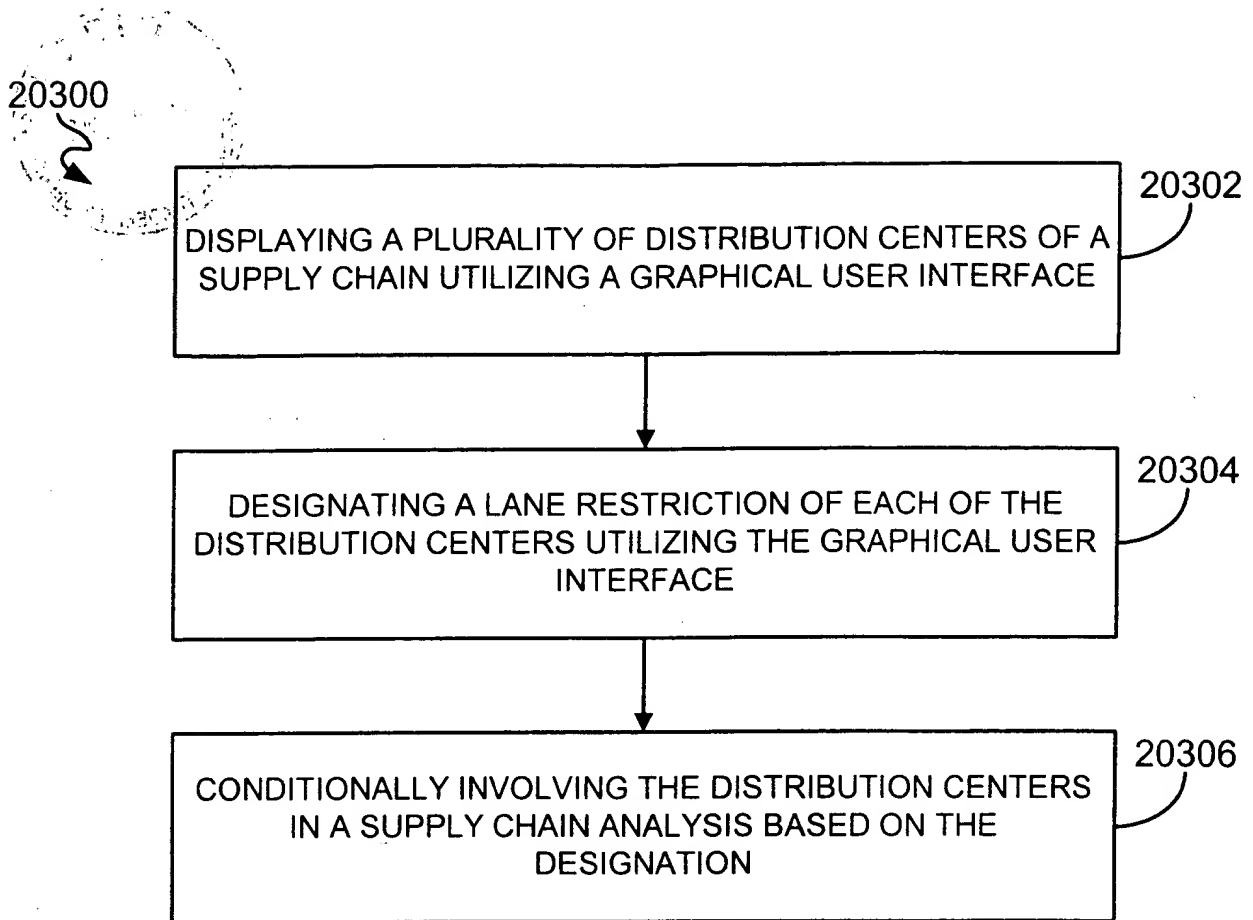 20300
20302
DISPLAYING A PLURALITY OF DISTRIBUTION CENTERS OF A
SUPPLY CHAIN UTILIZING A GRAPHICAL USER INTERFACE
20304
DESIGNATING A LANE RESTRICTION OF EACH OF THE
DISTRIBUTION CENTERS UTILIZING THE GRAPHICAL USER
INTERFACE
20306
CONDITIONALLY INVOLVING THE DISTRIBUTION CENTERS
IN A SUPPLY CHAIN ANALYSIS BASED ON THE
DESIGNATION